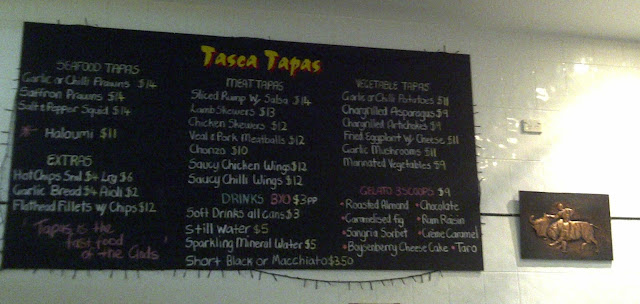 Tasca Tapas
SEAFOOD TAPAS
Garlic or Chilli Prawns $14
Saffron Prawns $14
Salt & Pepper Squid $14
* Haloumi $11
EXTRAS
Hot Chips Sml $4 Lrg $6
Garlic Bread $4 Aioli $2
Flathead Fillets w/ Chips $12
Tapas is the
fast food
of the Gods!
MEAT TAPAS
Sliced Rump w/ Salsa $14
Lamb Skewers $13
Chicken Skewers $12
Veal & Pork Meatballs $12
Chorizo $10
Saucy Chicken Wings $12
Saucy Chilli Wings $12
DRINKS BYO $3pp
Soft Drinks all cans $3
Still Water $5
Sparkling Mineral Water $5
Short Black or Macchiato $3.50
VEGETABLE TAPAS
Garlic or Chilli Potatoes $11
Chargrilled Asparagus $9
Chargrilled Artichokes $9
Fried Eggplant w/ Cheese $11
Garlic Mushrooms $11
Marinated Vegetables $9
GELATO 3 SCOOPS $9
• Roasted Almond • Chocolate
• Caramelised Fig • Rum Raisin
• Sangria Sorbet • Crème Caramel
• Boysenberry Cheese Cake • Taro